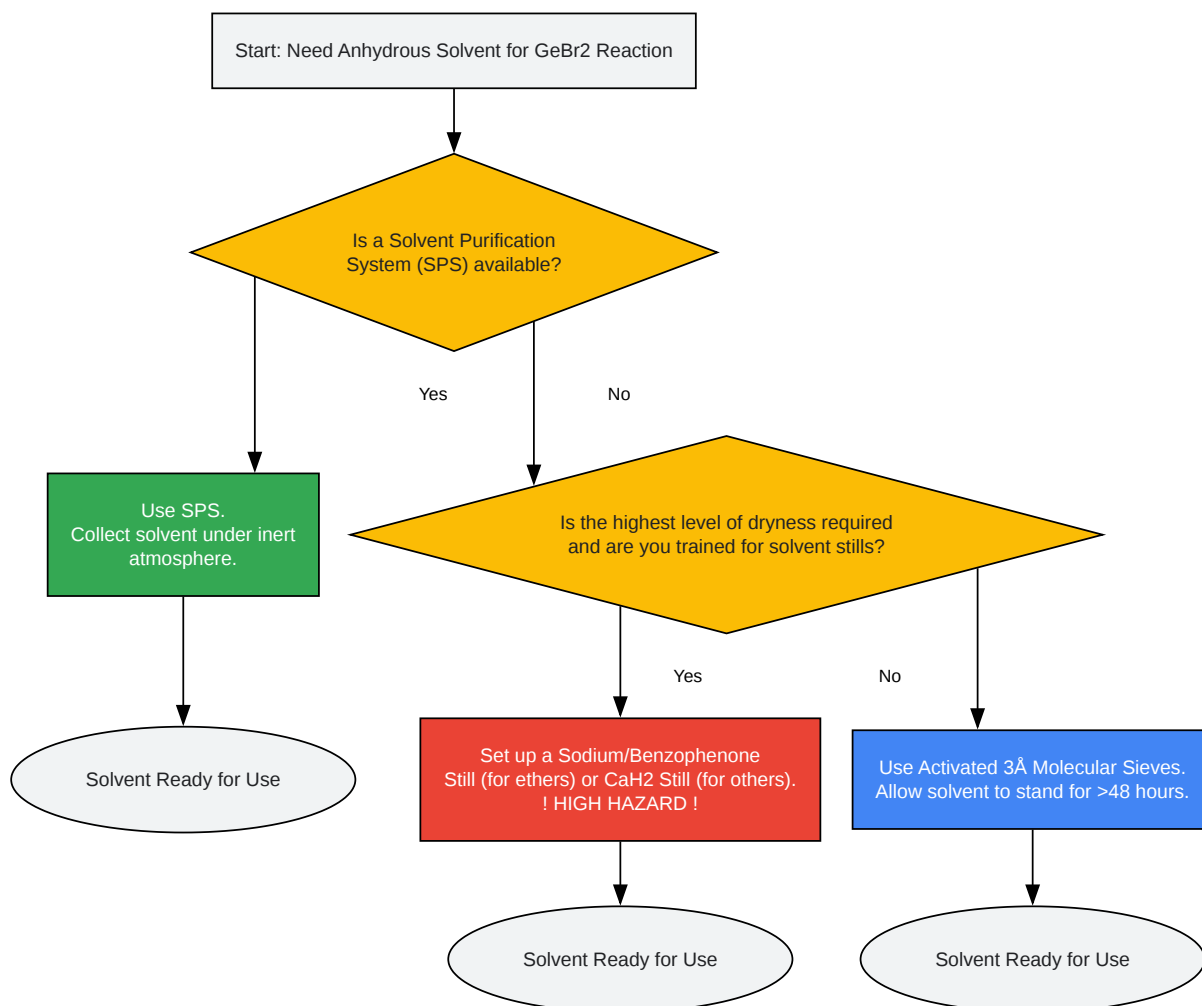 Start: Need Anhydrous Solvent for GeBr2 Reaction
Is a Solvent Purification
System (SPS) available?
Yes
No
Use SPS.
Collect solvent under inert
atmosphere.
Is the highest level of dryness required
and are you trained for solvent stills?
Yes
No
Solvent Ready for Use
Set up a Sodium/Benzophenone
Still (for ethers) or CaH2 Still (for others).
! HIGH HAZARD !
Use Activated 3Å Molecular Sieves.
Allow solvent to stand for >48 hours.
Solvent Ready for Use
Solvent Ready for Use